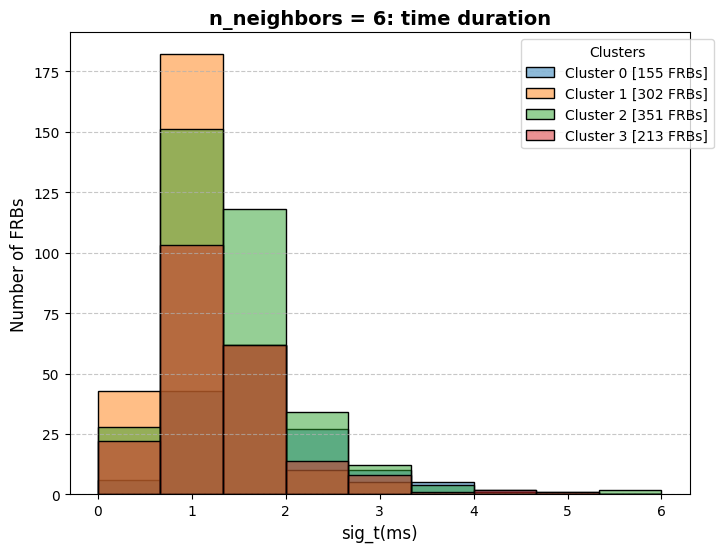 n_neighbors = 6: time duration
Clusters
Cluster 0 [155 FRBs]
Cluster 1 [302 FRBs]
Cluster 2 [351 FRBs]
Cluster 3 [213 FRBs]
Number of FRBs
175
150
125
100
75
50
25
0
0 1 2 3 4 5 6
sig_t(ms)